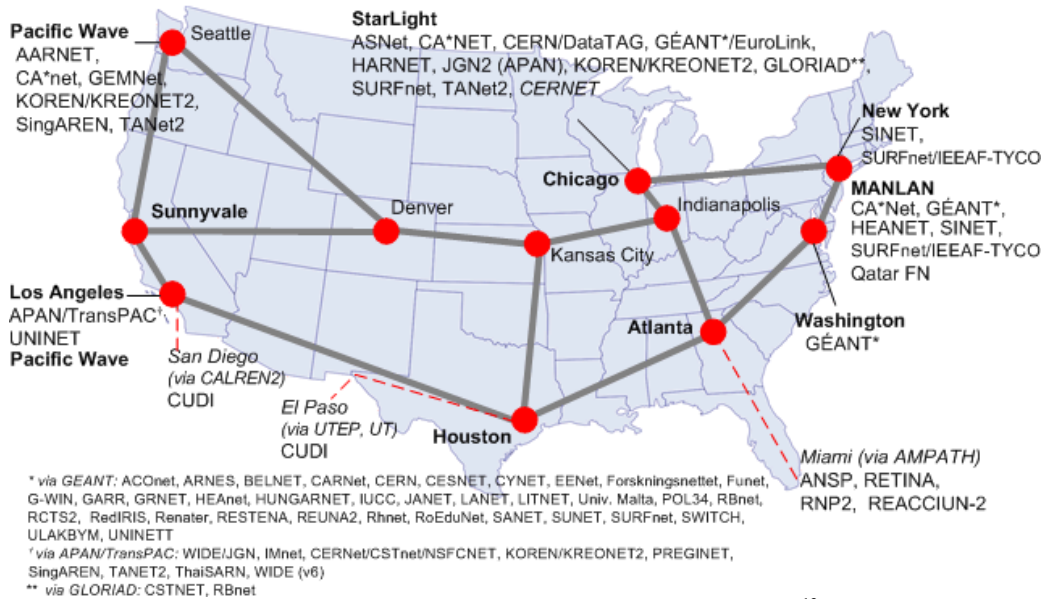 Pacific Wave
AARNET,
CA*net, GEMNet,
KOREN/KREONET2,
SingAREN, TANet2
Seattle
StarLight
ASNet, CA*NET, CERN/DataTAG, GÉANT*/EuroLink,
HARNET, JGN2 (APAN), KOREN/KREONET2, GLORIAD**,
SURFnet, TANet2, CERNET
New York
SINET,
SURFnet/IEEAF-TYCO
MANLAN
CA*Net, GÉANT*,
HEANET, SINET,
SURFnet/IEEAF-TYCO
Qatar FN
Chicago
Indianapolis
Sunnyvale
Denver
Kansas City
Los Angeles
APAN/TransPAC†,
UNINET
Pacific Wave
Atlanta
Washington
GÉANT*
San Diego
(via CALREN2)
CUDI
El Paso
(via UTEP, UT)
CUDI
Houston
Miami (via AMPATH)
ANSP, RETINA,
RNP2, REACCIUN-2
* via GEANT: ACOnet, ARNES, BELNET, CARNet, CERN, CESNET, CYNET, EENet, Forskningsnettet, Funet,
G-WIN, GARR, GRNET, HEAnet, HUNGARNET, IUCC, JANET, LANET, LITNET, Univ. Malta, POL34, RBnet,
RCTS2, RedIRIS, Renater, RESTENA, REUNA2, Rhnet, RoEduNet, SANET, SUNET, SURFnet, SWITCH,
ULAKBYM, UNINETT
† via APAN/TransPAC: WIDE/JGN, IMnet, CERNet/CSTnet/NSFCNET, KOREN/KREONET2, PREGINET,
SingAREN, TANET2, ThaiSARN, WIDE (v6)
** via GLORIAD: CSTNET, RBnet